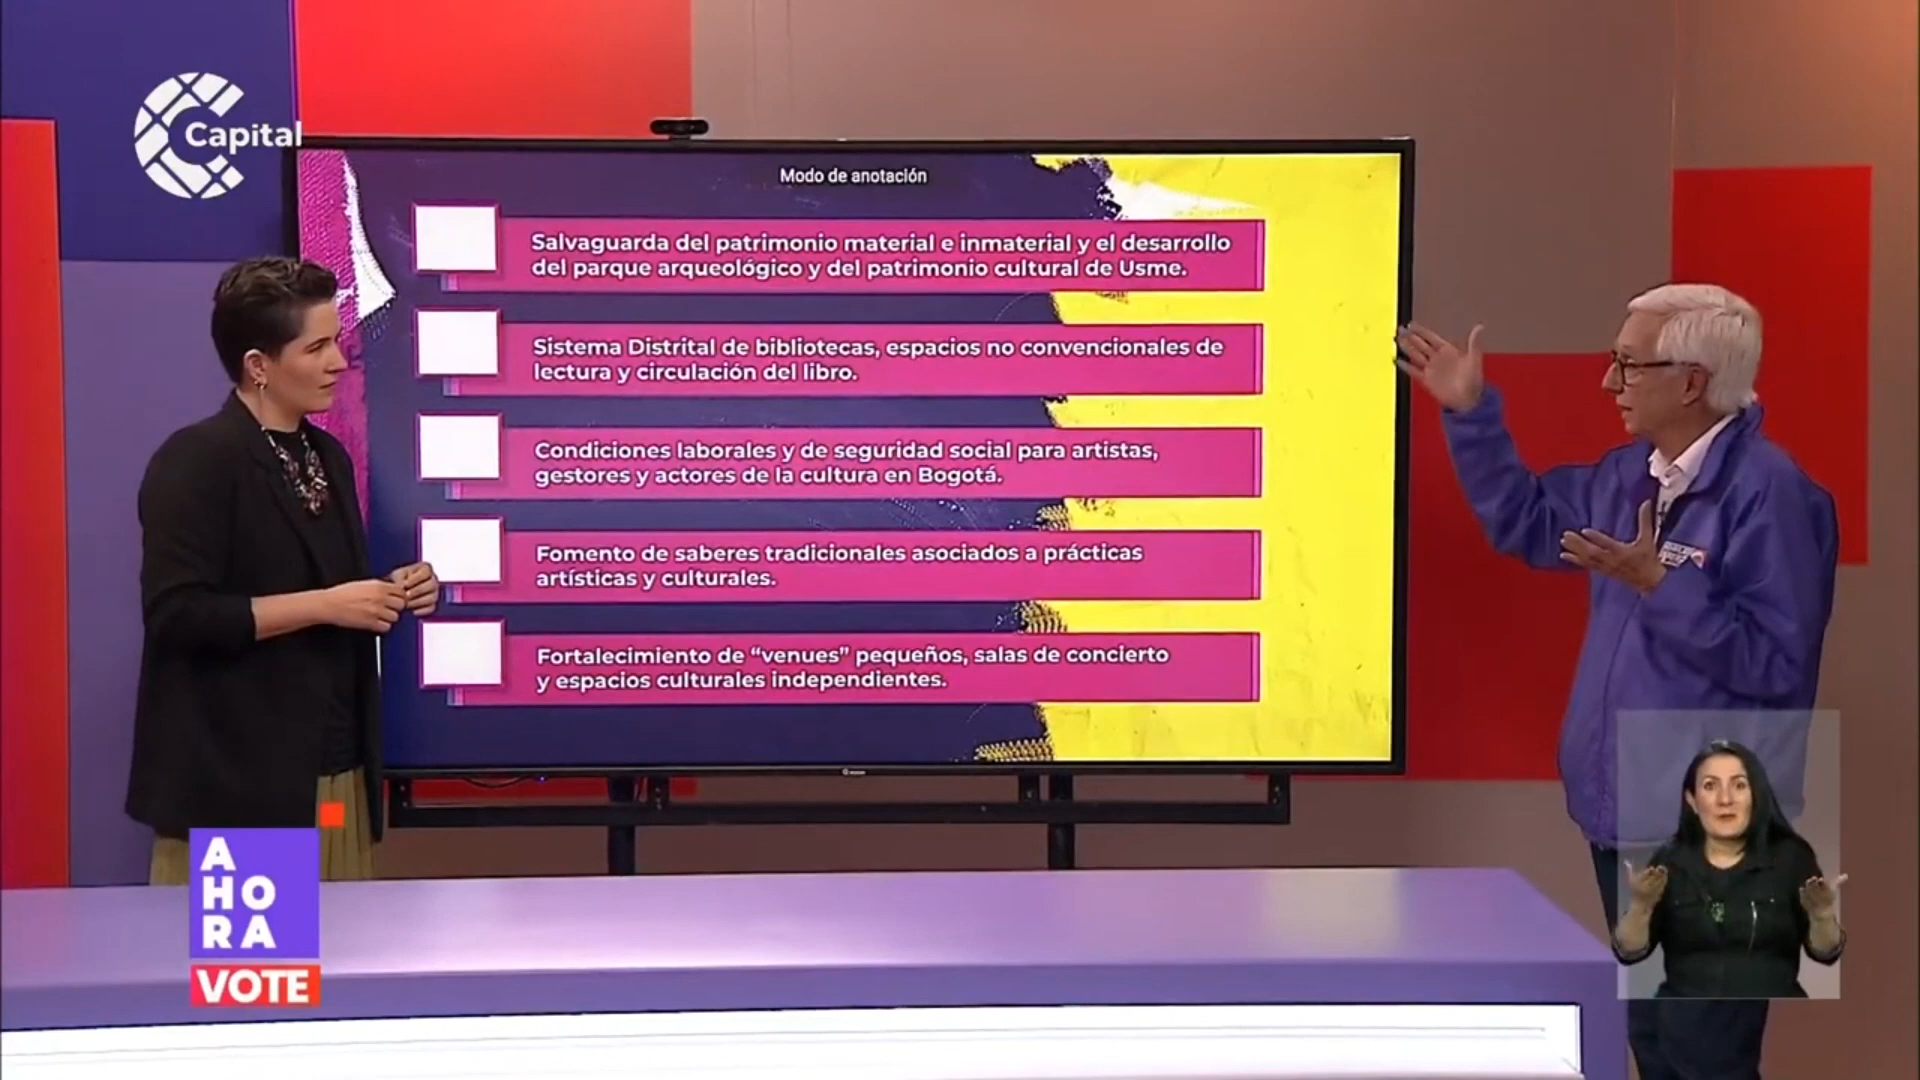 Capital
Modo de anotación
Salvaguarda del patrimonio material e inmaterial y el desarrollo
del parque arqueológico y del patrimonio cultural de Usme.
Sistema Distrital de bibliotecas, espacios no convencionales de
lectura y circulación del libro.
Condiciones laborales y de seguridad social para artistas,
gestores y actores de la cultura en Bogotá.
Fomento de saberes tradicionales asociados a prácticas
artísticas y culturales.
Fortalecimiento de “venues” pequeños, salas de concierto
y espacios culturales independientes.
A
HO
RA
VOTE